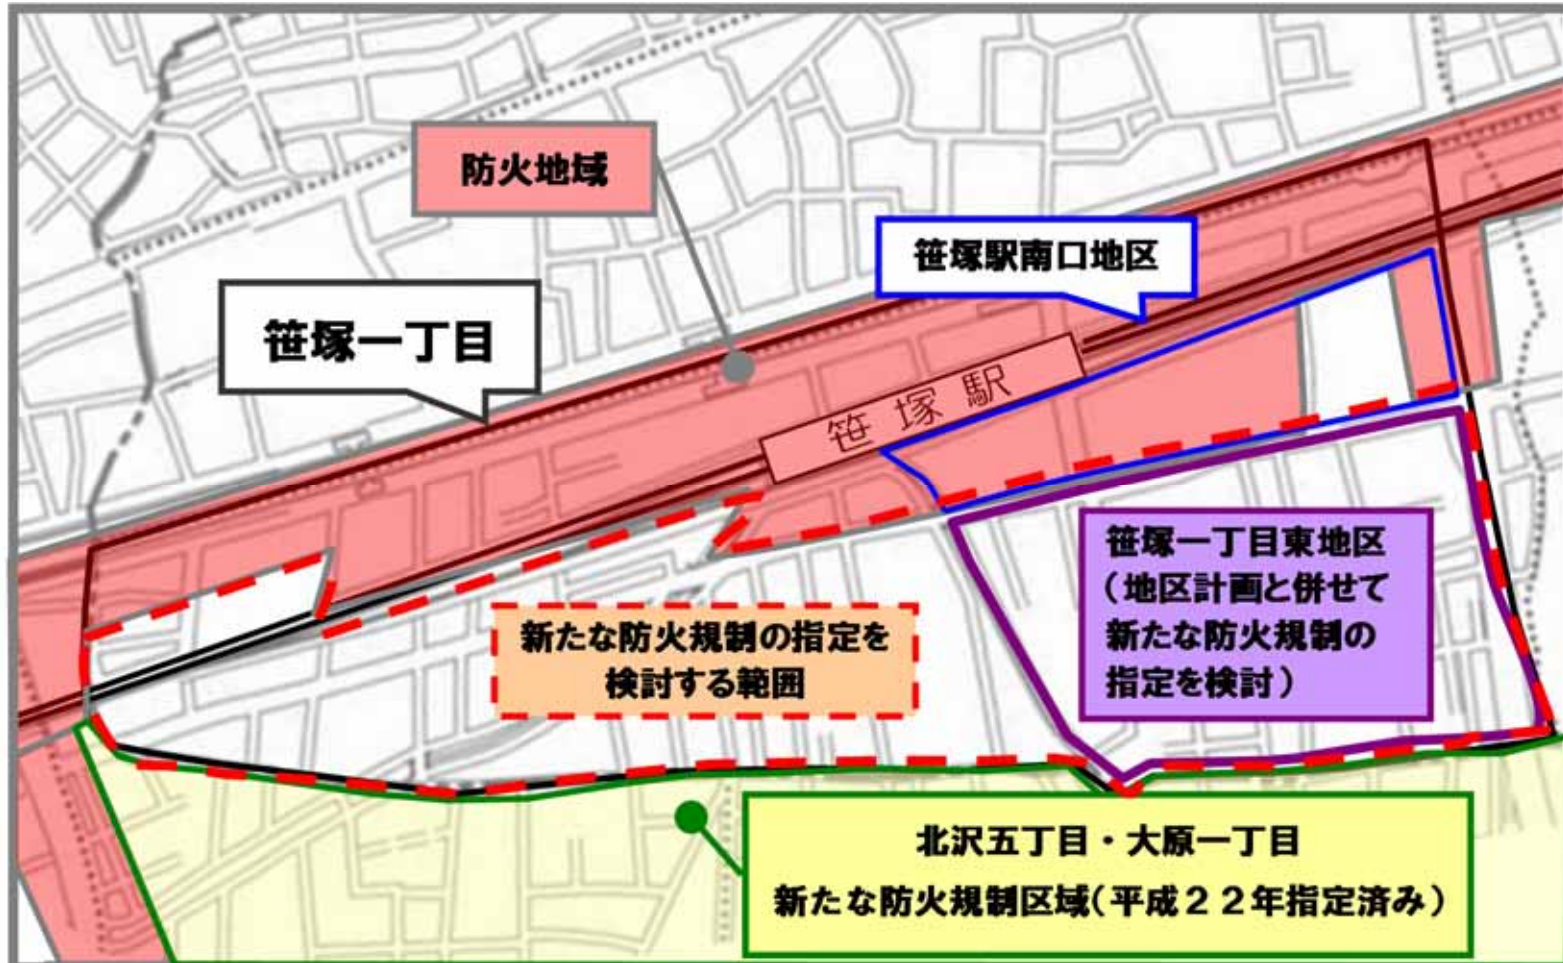 防火地域
笹塚駅南口地区
笹塚一丁目
笹塚駅
笹塚一丁目東地区
（地区計画と併せて
新たな防火規制の
指定を検討）
新たな防火規制の指定を
検討する範囲
北沢五丁目・大原一丁目
新たな防火規制区域（平成２２年指定済み）